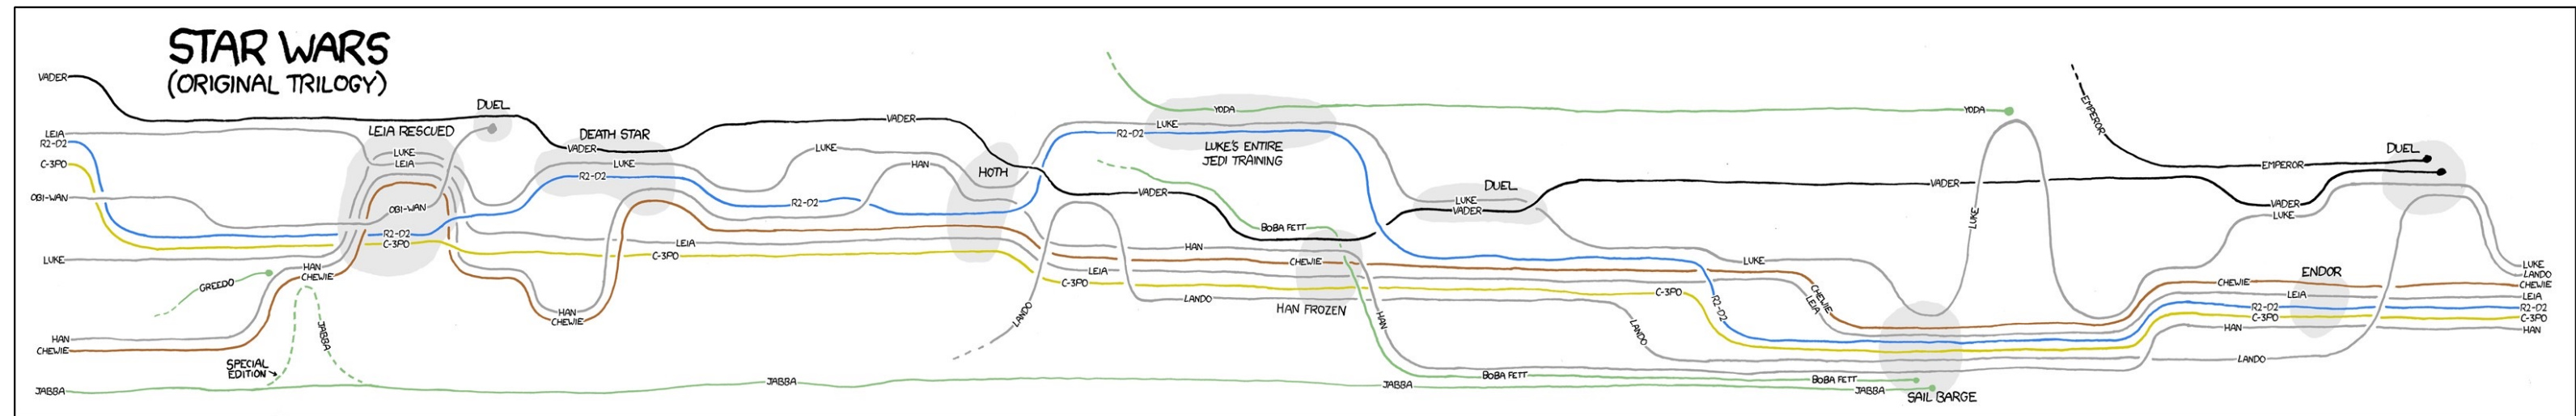 STAR WARS
(ORIGINAL TRILOGY)
VADER
LEIA
R2-D2
C-3PO
OBI-WAN
LUKE
HAN
CHEWIE
JABBA
GREEDO
SPECIAL
EDITION
JABBA
HAN
CHEWIE
LEIA RESCUED
LUKE
LEIA
OBI-WAN
R2-D2
C-3PO
DUEL
DEATH STAR
VADER
LUKE
R2-D2
HAN
CHEWIE
LEIA
C-3PO
JABBA
LUKE
R2-D2
VADER
HAN
HOTH
LANDO
R2-D2
LUKE
YODA
LUKE'S ENTIRE
JEDI TRAINING
VADER
BOBA FETT
HAN
CHEWIE
LEIA
C-3PO
LANDO
HAN FROZEN
HAN
JABBA
BOBA FETT
DUEL
LUKE
VADER
C-3PO
LANDO
R2-D2
LUKE
CHEWIE
LEIA
BOBA FETT
JABBA
SAIL BARGE
YODA
VADER
LUKE
EMPEROR
EMPEROR
VADER
LUKE
DUEL
CHEWIE
LEIA
R2-D2
C-3PO
HAN
LANDO
ENDOR
LUKE
LANDO
CHEWIE
LEIA
R2-D2
C-3PO
HAN